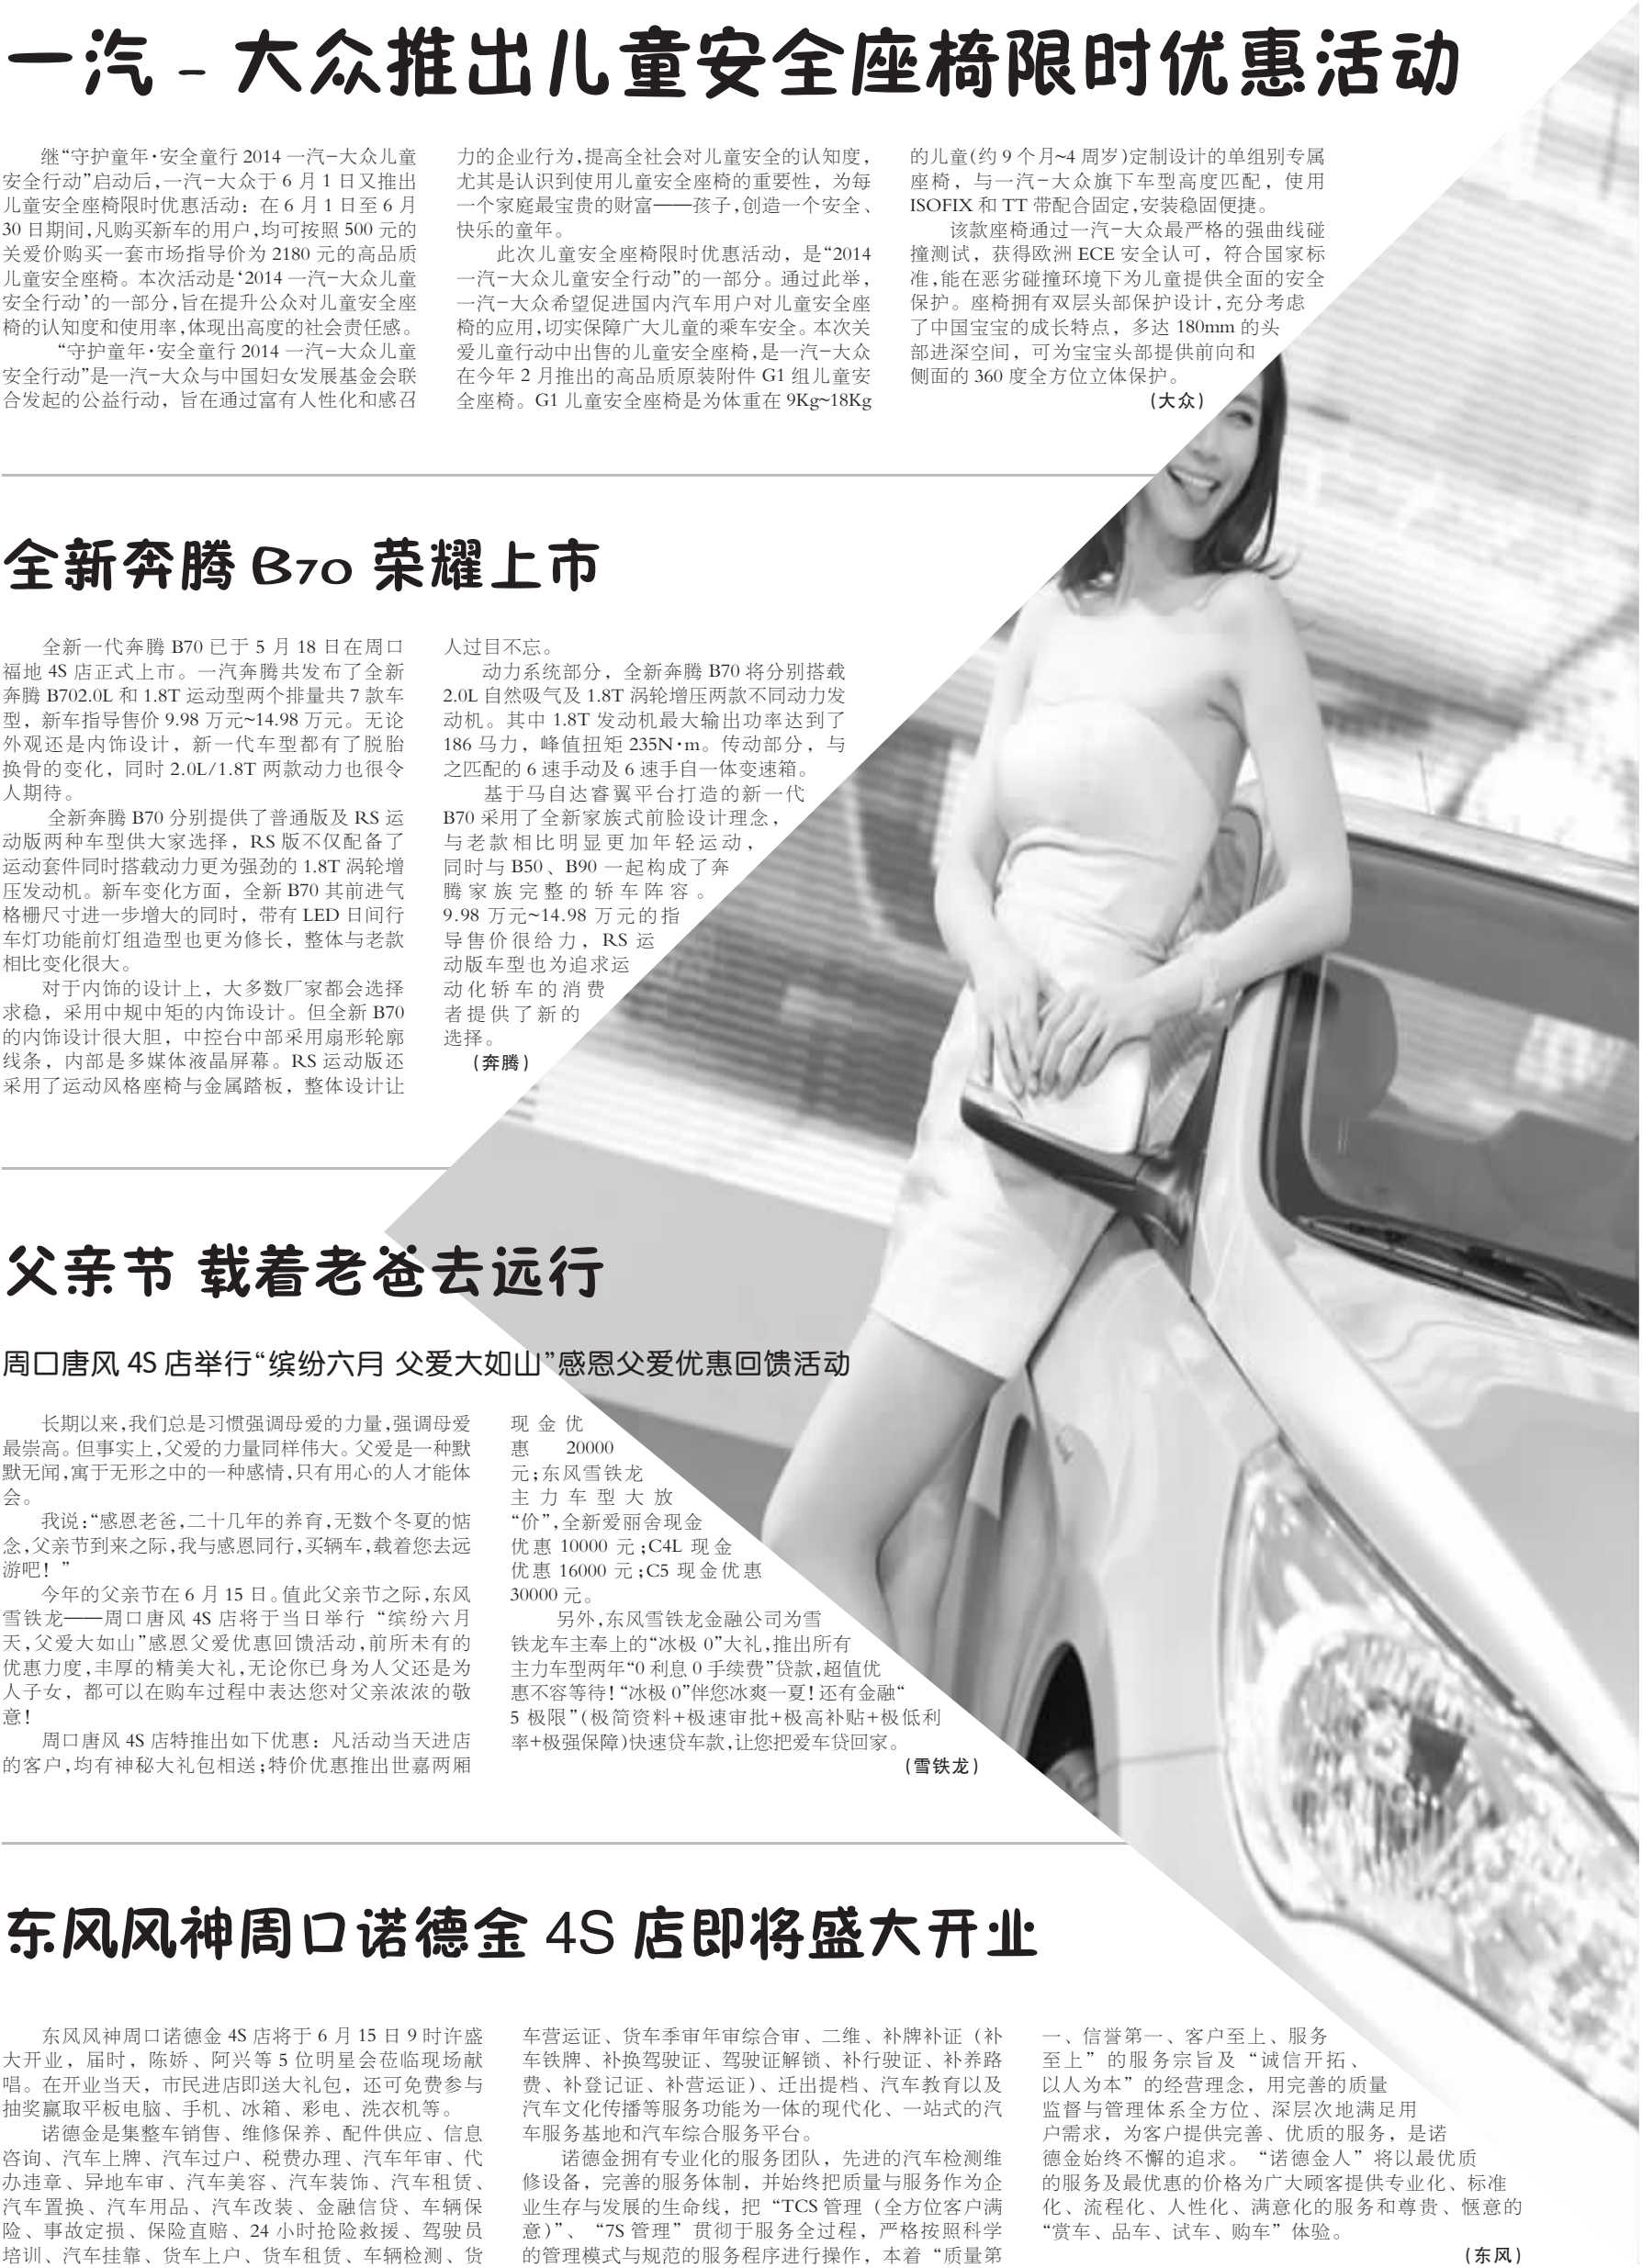 一汽－大众推出儿童安全座椅限时优惠活动
继“守护童年·安全童行 2014 一汽-大众儿童
安全行动”启动后,一汽-大众于 6 月 1 日又推出
儿童安全座椅限时优惠活动：在 6 月 1 日至 6 月
30 日期间,凡购买新车的用户,均可按照 500 元的
关爱价购买一套市场指导价为 2180 元的高品质
儿童安全座椅。本次活动是‘2014 一汽-大众儿童
安全行动’的一部分,旨在提升公众对儿童安全座
椅的认知度和使用率,体现出高度的社会责任感。
“守护童年·安全童行 2014 一汽-大众儿童
安全行动”是一汽-大众与中国妇女发展基金会联
合发起的公益行动，旨在通过富有人性化和感召
力的企业行为,提高全社会对儿童安全的认知度，
尤其是认识到使用儿童安全座椅的重要性，为每
一个家庭最宝贵的财富——孩子,创造一个安全、
快乐的童年。
此次儿童安全座椅限时优惠活动，是“2014
一汽-大众儿童安全行动”的一部分。通过此举，
一汽-大众希望促进国内汽车用户对儿童安全座
椅的应用,切实保障广大儿童的乘车安全。本次关
爱儿童行动中出售的儿童安全座椅,是一汽-大众
在今年 2 月推出的高品质原装附件 G1 组儿童安
全座椅。G1 儿童安全座椅是为体重在 9Kg~18Kg
的儿童(约 9 个月~4 周岁)定制设计的单组别专属
座椅，与一汽-大众旗下车型高度匹配，使用
ISOFIX 和 TT 带配合固定,安装稳固便捷。
该款座椅通过一汽-大众最严格的强曲线碰
撞测试，获得欧洲 ECE 安全认可，符合国家标
准,能在恶劣碰撞环境下为儿童提供全面的安全
保护。座椅拥有双层头部保护设计,充分考虑
了中国宝宝的成长特点，多达 180mm 的头
部进深空间，可为宝宝头部提供前向和
侧面的 360 度全方位立体保护。
(大众)
全新奔腾 B70 荣耀上市
全新一代奔腾 B70 已于 5 月 18 日在周口
福地 4S 店正式上市。一汽奔腾共发布了全新
奔腾 B702.0L 和 1.8T 运动型两个排量共 7 款车
型，新车指导售价 9.98 万元~14.98 万元。无论
外观还是内饰设计，新一代车型都有了脱胎
换骨的变化，同时 2.0L/1.8T 两款动力也很令
人期待。
全新奔腾 B70 分别提供了普通版及 RS 运
动版两种车型供大家选择，RS 版不仅配备了
运动套件同时搭载动力更为强劲的 1.8T 涡轮增
压发动机。新车变化方面，全新 B70 其前进气
格栅尺寸进一步增大的同时，带有 LED 日间行
车灯功能前灯组造型也更为修长，整体与老款
相比变化很大。
对于内饰的设计上，大多数厂家都会选择
求稳，采用中规中矩的内饰设计。但全新 B70
的内饰设计很大胆，中控台中部采用扇形轮廓
线条，内部是多媒体液晶屏幕。RS 运动版还
采用了运动风格座椅与金属踏板，整体设计让
人过目不忘。
动力系统部分，全新奔腾 B70 将分别搭载
2.0L 自然吸气及 1.8T 涡轮增压两款不同动力发
动机。其中 1.8T 发动机最大输出功率达到了
186 马力，峰值扭矩 235N·m。传动部分，与
之匹配的 6 速手动及 6 速手自一体变速箱。
基于马自达睿翼平台打造的新一代
B70 采用了全新家族式前脸设计理念，
与老款相比明显更加年轻运动，
同时与 B50、B90 一起构成了奔
腾家族完整的轿车阵容。
9.98 万元~14.98 万元的指
导售价很给力，RS 运
动版车型也为追求运
动化轿车的消费
者提供了新的
选择。
(奔腾)
父亲节 载着老爸去远行
周口唐风 4S 店举行“缤纷六月 父爱大如山”感恩父爱优惠回馈活动
长期以来,我们总是习惯强调母爱的力量,强调母爱
最崇高。但事实上,父爱的力量同样伟大。父爱是一种默
默无闻,寓于无形之中的一种感情,只有用心的人才能体
会。
我说:“感恩老爸,二十几年的养育,无数个冬夏的惦
念,父亲节到来之际,我与感恩同行,买辆车,载着您去远
游吧！”
今年的父亲节在 6 月 15 日。值此父亲节之际,东风
雪铁龙——周口唐风 4S 店将于当日举行“缤纷六月
天,父爱大如山”感恩父爱优惠回馈活动,前所未有的
优惠力度,丰厚的精美大礼,无论你已身为人父还是为
人子女，都可以在购车过程中表达您对父亲浓浓的敬
意！
周口唐风 4S 店特推出如下优惠：凡活动当天进店
的客户,均有神秘大礼包相送;特价优惠推出世嘉两厢
现金优
惠 20000
元;东风雪铁龙
主力车型大放
“价”,全新爱丽舍现金
优惠 10000 元;C4L 现金
优惠 16000 元;C5 现金优惠
30000 元。
另外,东风雪铁龙金融公司为雪
铁龙车主奉上的“冰极 0”大礼,推出所有
主力车型两年“0 利息 0 手续费”贷款,超值优
惠不容等待！“冰极 0”伴您冰爽一夏！还有金融“
5 极限”(极简资料+极速审批+极高补贴+极低利
率+极强保障)快速贷车款,让您把爱车贷回家。
(雪铁龙)
东风风神周口诺德金 4S 店即将盛大开业
东风风神周口诺德金 4S 店将于 6 月 15 日 9 时许盛
大开业，届时，陈娇、阿兴等 5 位明星会莅临现场献
唱。在开业当天，市民进店即送大礼包，还可免费参与
抽奖赢取平板电脑、手机、冰箱、彩电、洗衣机等。
诺德金是集整车销售、维修保养、配件供应、信息
咨询、汽车上牌、汽车过户、税费办理、汽车年审、代
办违章、异地车审、汽车美容、汽车装饰、汽车租赁、
汽车置换、汽车用品、汽车改装、金融信贷、车辆保
险、事故定损、保险直赔、24 小时抢险救援、驾驶员
培训、汽车挂靠、货车上户、货车租赁、车辆检测、货
车营运证、货车季审年审综合审、二维、补牌补证（补
车铁牌、补换驾驶证、驾驶证解锁、补行驶证、补养路
费、补登记证、补营运证）、迁出提档、汽车教育以及
汽车文化传播等服务功能为一体的现代化、一站式的汽
车服务基地和汽车综合服务平台。
诺德金拥有专业化的服务团队，先进的汽车检测维
修设备，完善的服务体制，并始终把质量与服务作为企
业生存与发展的生命线，把“TCS 管理（全方位客户满
意）”、“7S 管理”贯彻于服务全过程，严格按照科学
的管理模式与规范的服务程序进行操作，本着“质量第
一、信誉第一、客户至上、服务
至上”的服务宗旨及“诚信开拓、
以人为本”的经营理念，用完善的质量
监督与管理体系全方位、深层次地满足用
户需求，为客户提供完善、优质的服务，是诺
德金始终不懈的追求。“诺德金人”将以最优质
的服务及最优惠的价格为广大顾客提供专业化、标准
化、流程化、人性化、满意化的服务和尊贵、惬意的
“赏车、品车、试车、购车”体验。
(东风)